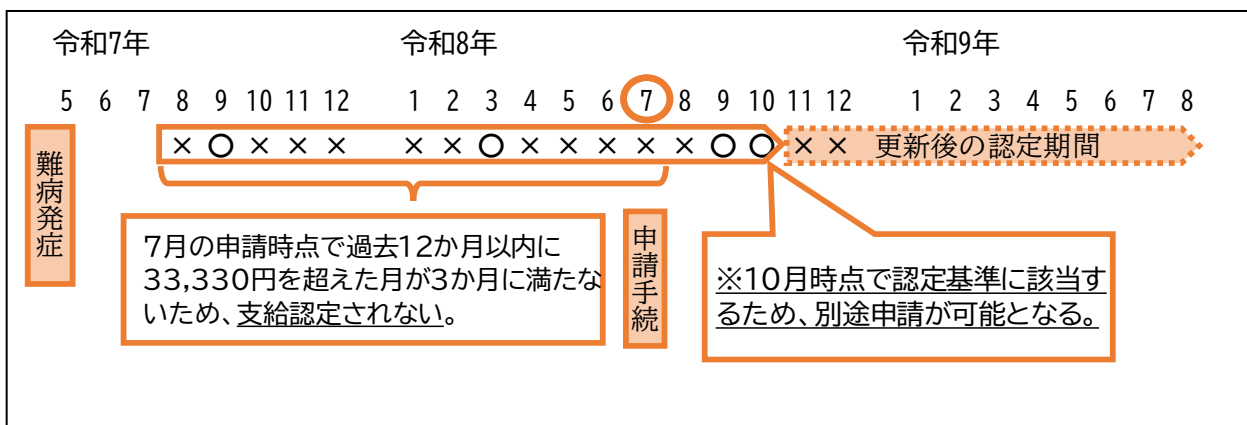 令和7年 令和8年 令和9年
5 6 7 8 9 10 11 12 1 2 3 4 5 6 7 8 9 10 11 12 1 2 3 4 5 6 7 8
× ○ × × × × × ○ × × × × × ○ ○ × × 更新後の認定期間
難病発症
7月の申請時点で過去12か月以内に
33,330円を超えた月が3か月に満たな
いため、支給認定されない。
申請手続
※10月時点で認定基準に該当す
るため、別途申請が可能となる。